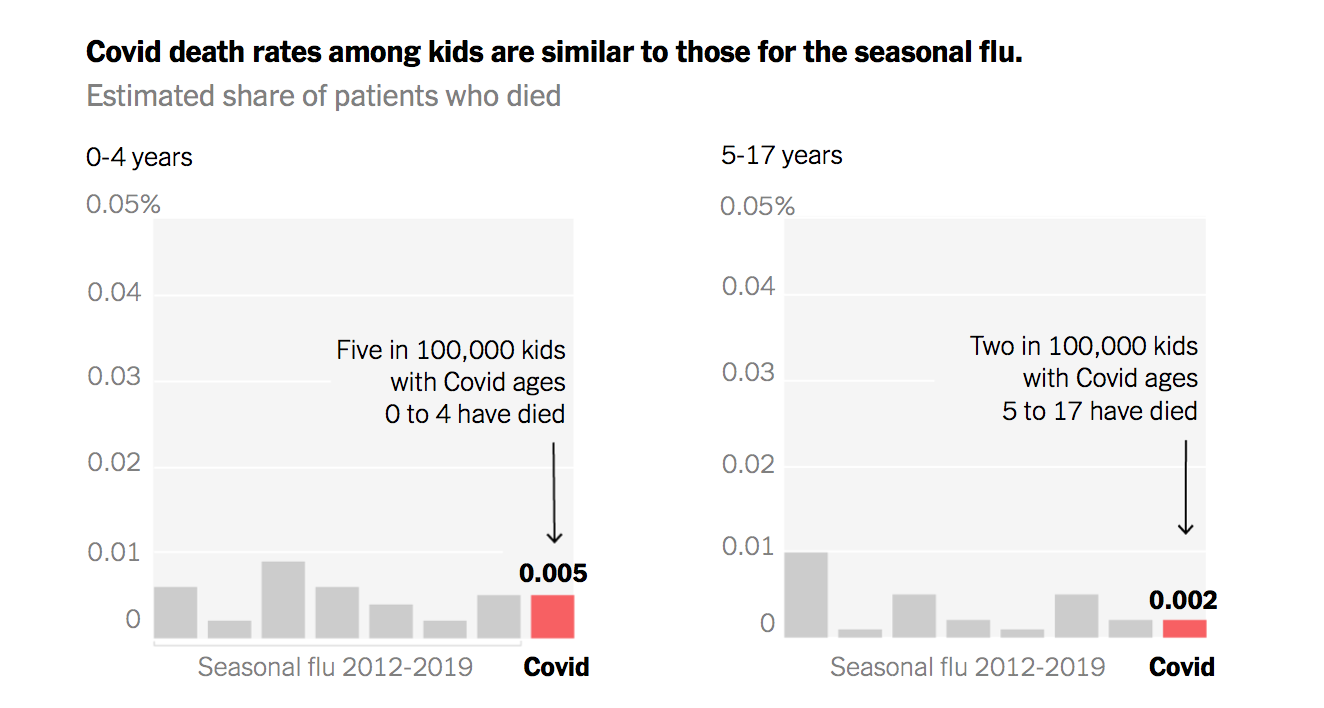 Covid death rates among kids are similar to those for the seasonal flu.
Estimated share of patients who died
0-4 years
0.05%
0.04
0.03
0.02
0.01
0
Five in 100,000 kids
with Covid ages
0 to 4 have died
0.005
Seasonal flu 2012-2019
Covid
5-17 years
0.05%
0.04
0.03
0.02
0.01
0
Two in 100,000 kids
with Covid ages
5 to 17 have died
0.002
Seasonal flu 2012-2019
Covid